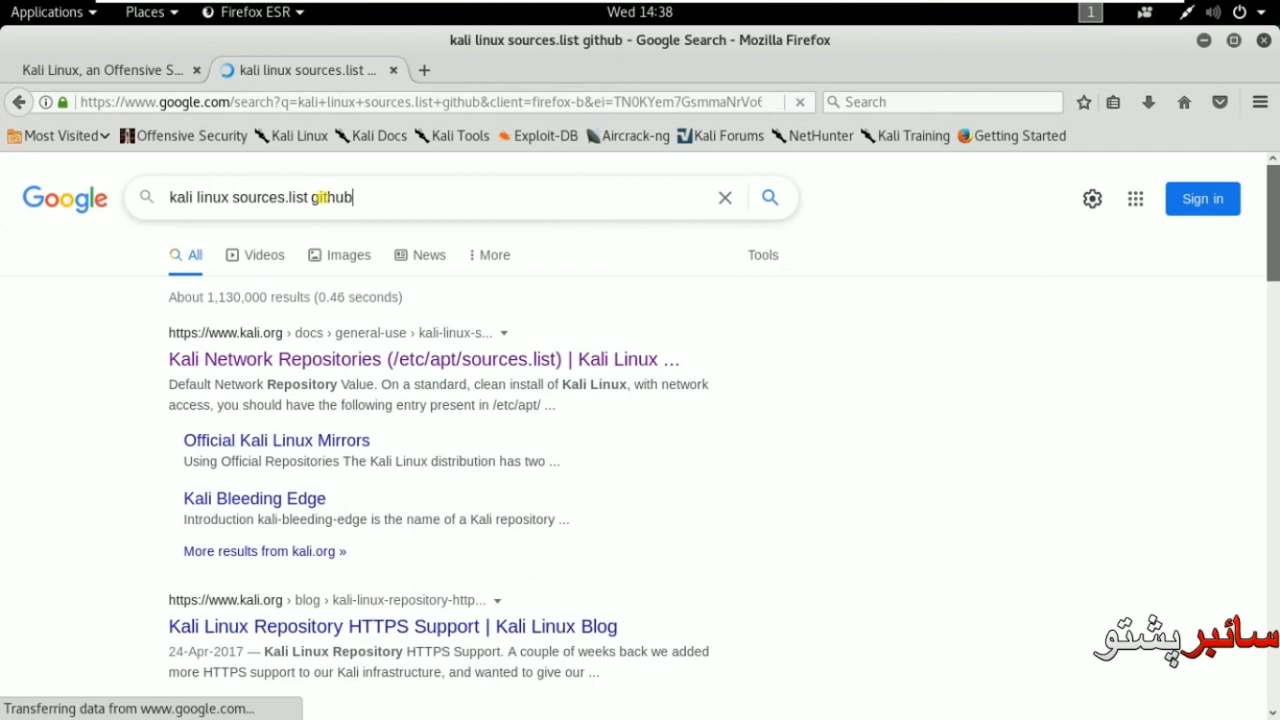 Applications Places Firefox ESR Wed 14:38 1
kali linux sources.list github - Google Search - Mozilla Firefox
Kali Linux, an Offensive S... kali linux sources.list ...
https://www.google.com/search?q=kali+linux+sources.list+github&client=firefox-b&ei=TN0KYem7GsmmaNrVo6 Search
Most Visited Offensive Security Kali Linux Kali Docs Kali Tools Exploit-DB Aircrack-ng Kali Forums NetHunter Kali Training Getting Started
Google kali linux sources.list github Sign in
All Videos Images News More Tools
About 1,130,000 results (0.46 seconds)
https://www.kali.org › docs › general-use › kali-linux-s...
Kali Network Repositories (/etc/apt/sources.list) | Kali Linux ...
Default Network Repository Value. On a standard, clean install of Kali Linux, with network
access, you should have the following entry present in /etc/apt/ ...
Official Kali Linux Mirrors
Using Official Repositories The Kali Linux distribution has two ...
Kali Bleeding Edge
Introduction kali-bleeding-edge is the name of a Kali repository ...
More results from kali.org »
https://www.kali.org › blog › kali-linux-repository-http...
Kali Linux Repository HTTPS Support | Kali Linux Blog
24-Apr-2017 — Kali Linux Repository HTTPS Support. A couple of weeks back we added
more HTTPS support to our Kali infrastructure, and wanted to give our ...
سائبر پشتو
Transferring data from www.google.com...